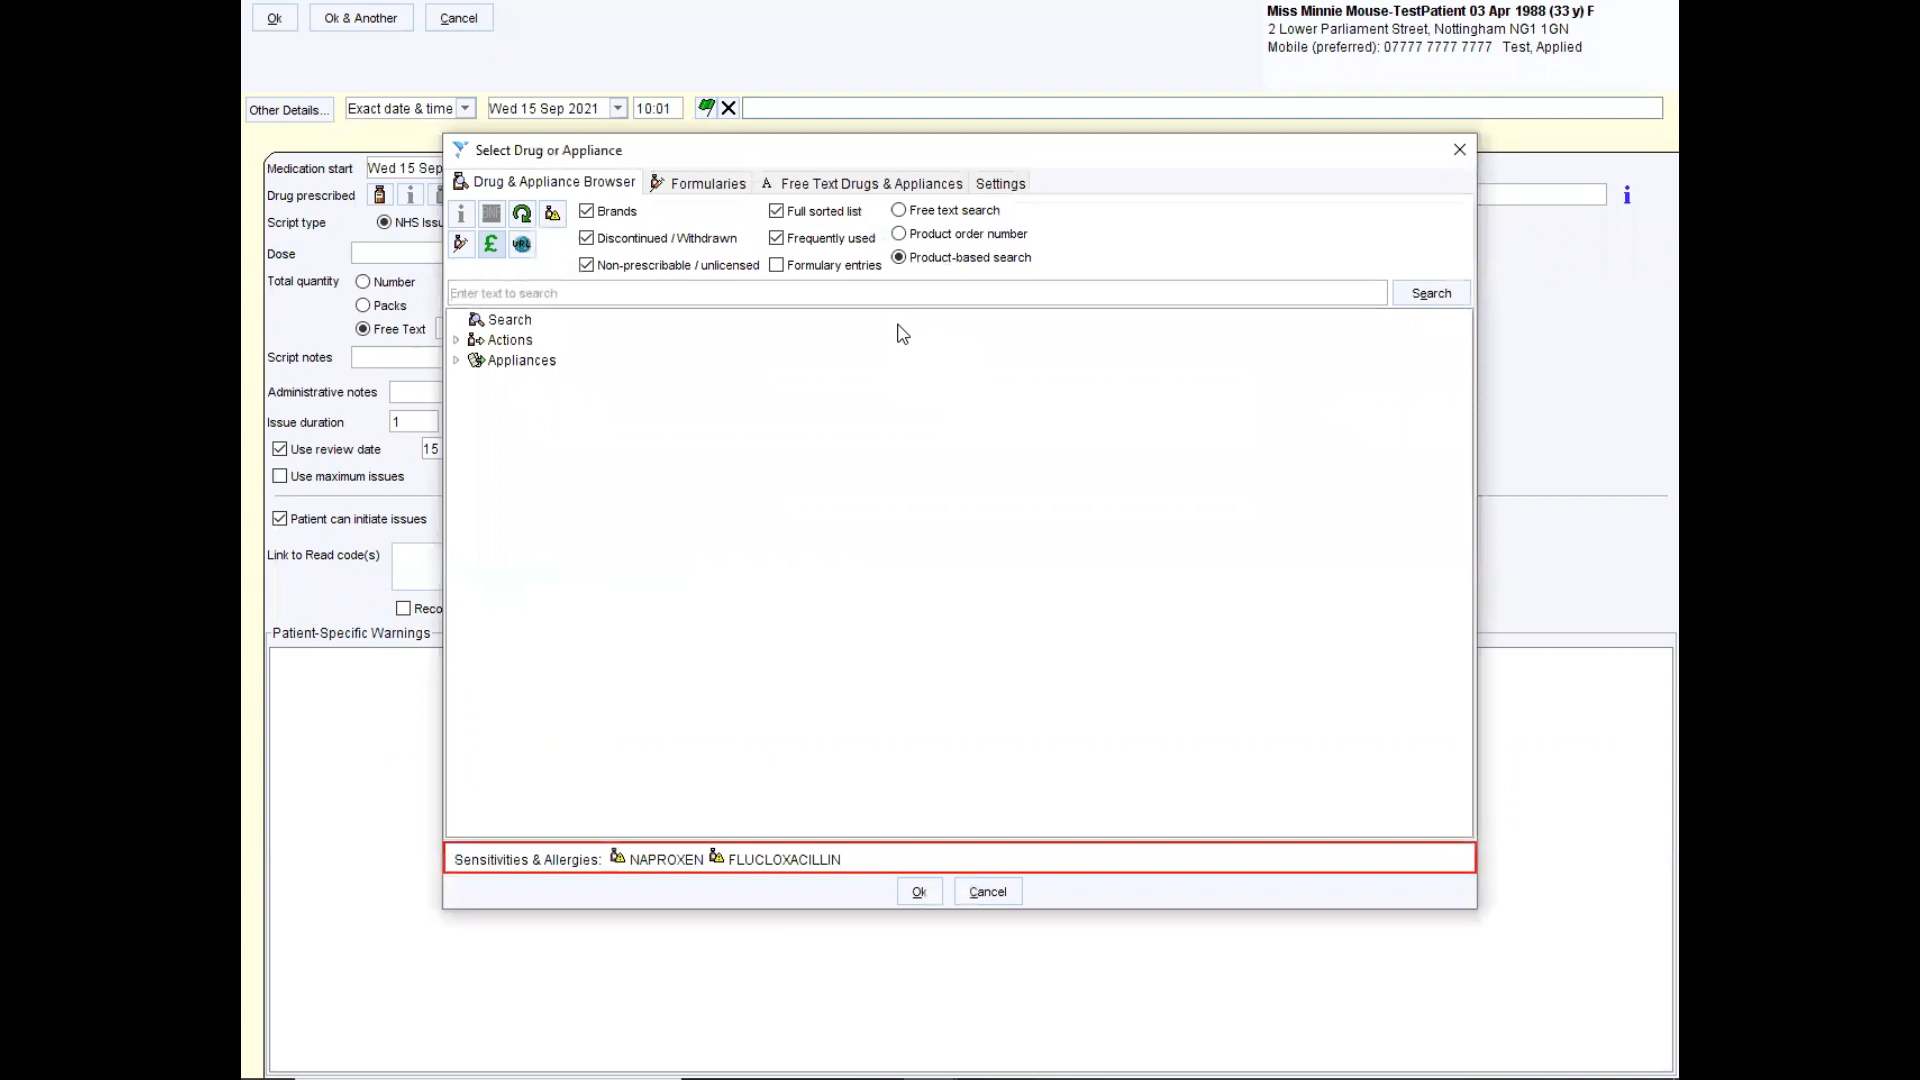 Ok Ok & Another Cancel
Miss Minnie Mouse-TestPatient 03 Apr 1988 (33 y) F
2 Lower Parliament Street, Nottingham NG1 1GN
Mobile (preferred): 07777 7777 7777 Test, Applied
Other Details... Exact date & time Wed 15 Sep 2021 10:01
Select Drug or Appliance
Drug & Appliance Browser Formularies A Free Text Drugs & Appliances Settings
Brands Full sorted list Free text search
Discontinued / Withdrawn Frequently used Product order number
Non-prescribable / unlicensed Formulary entries Product-based search
BNF
£ URL
Enter text to search Search
Search
Actions
Appliances
Sensitivities & Allergies: NAPROXEN FLUCLOXACILLIN
Ok Cancel
Medication start Wed 15 Sep
Drug prescribed
Script type NHS Issu
Dose
Total quantity Number
Packs
Free Text
Script notes
Administrative notes
Issue duration 1
Use review date 15
Use maximum issues
Patient can initiate issues
Link to Read code(s)
Reco
Patient-Specific Warnings